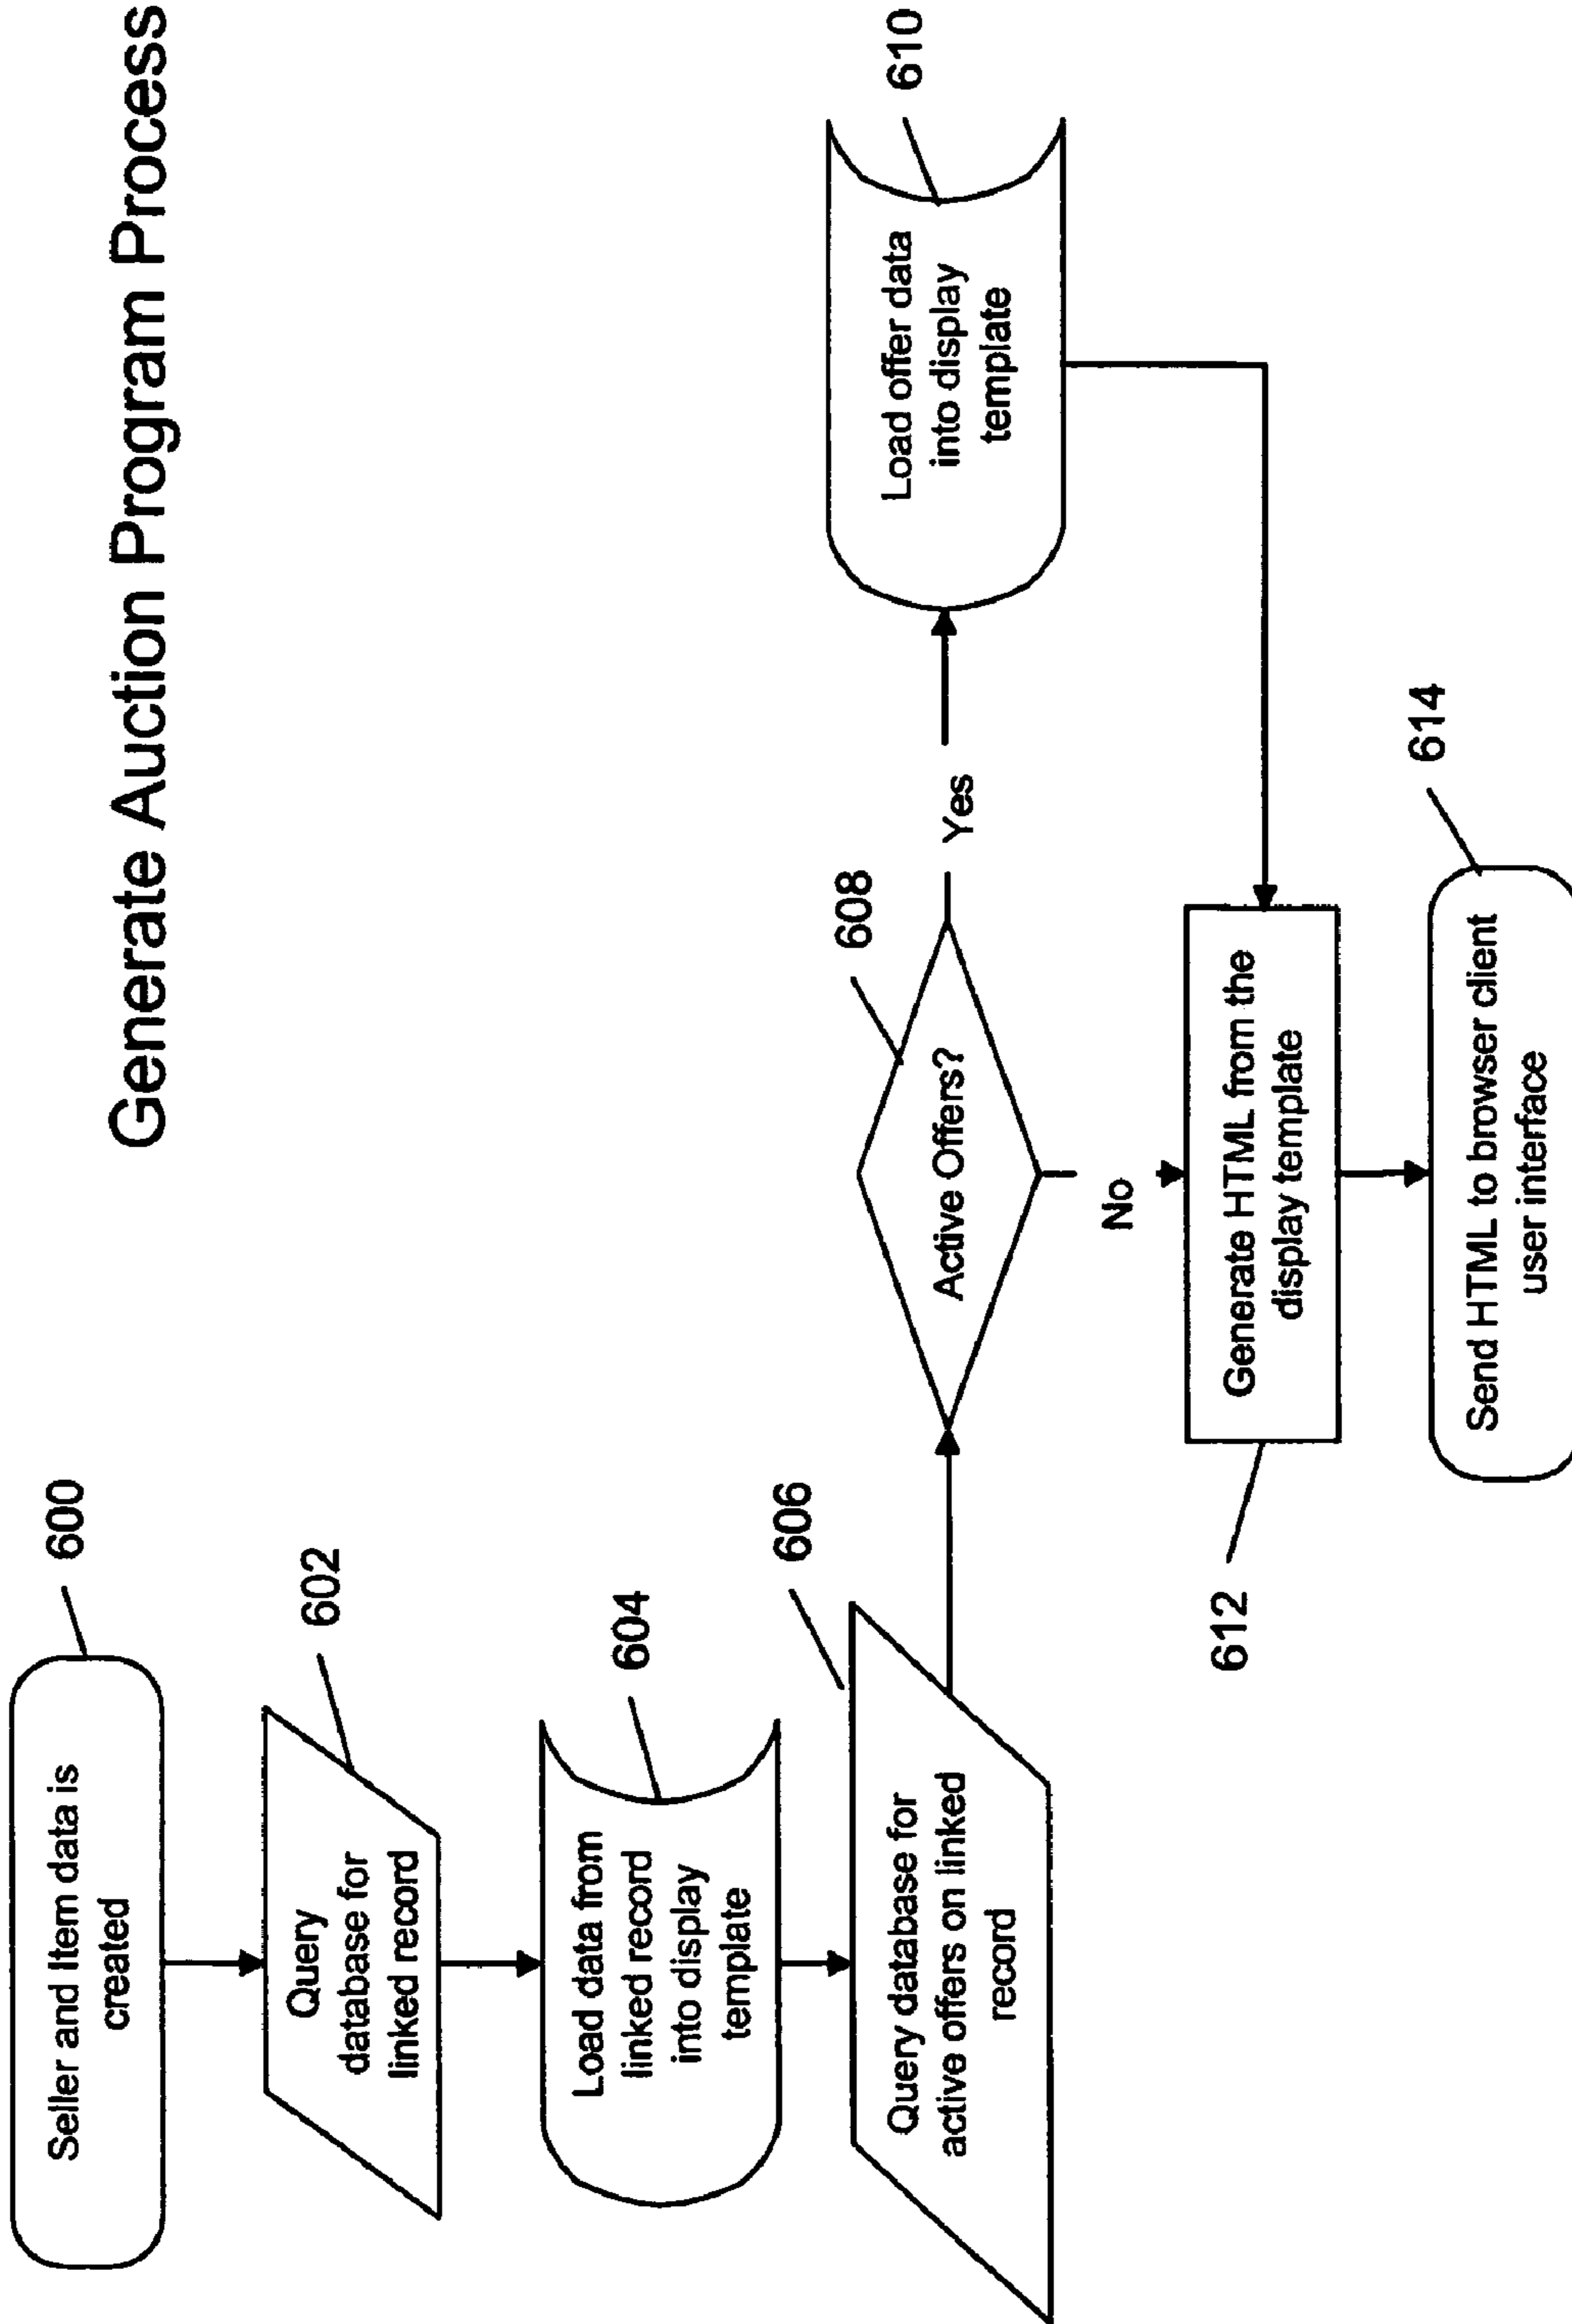 Generate Auction Program Process
600
Seller and Item data is
created
602
Query
database for
linked record
604
Load data from
linked record
into display
template
606
Query database for
active offers on linked
record
608
Active Offers?
Yes
610
Load offer data
into display
template
No
612
Generate HTML from the
display template
614
Send HTML to browser client
user interface